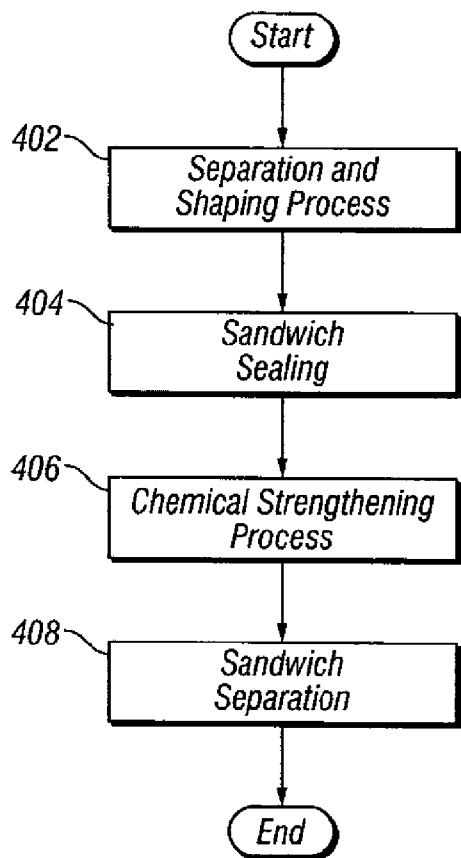 Start
402
Separation and
Shaping Process
404
Sandwich
Sealing
406
Chemical Strengthening
Process
408
Sandwich
Separation
End